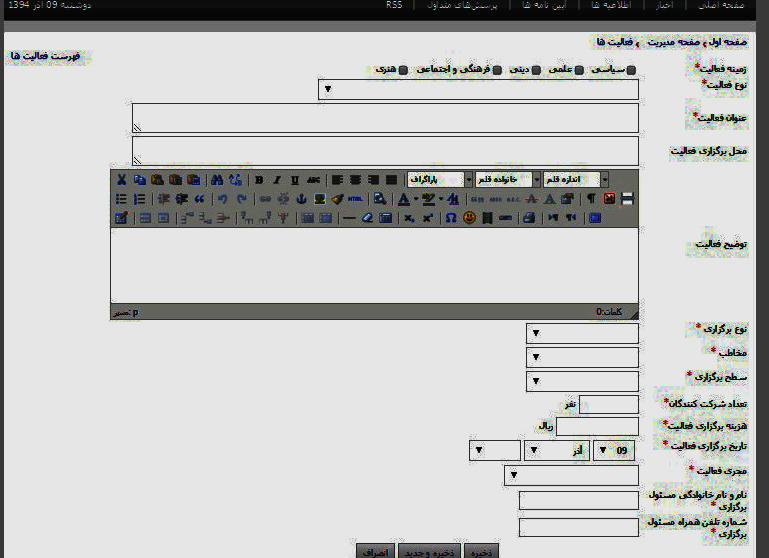 صفحه اصلی | اخبار | اطلاعیه ها | آیین نامه ها | پرسش‌های متداول | RSS دوشنبه 09 آذر 1394
صفحه اول › صفحه مدیریت › فعالیت ها
فهرست فعالیت ها
زمینه فعالیت* سیاسی علمی دینی فرهنگی و اجتماعی هنری
نوع فعالیت*
عنوان فعالیت*
محل برگزاری فعالیت
پاراگراف خانواده قلم اندازه قلم
HTML
توضیح فعالیت
مسیر: p کلمات:0
نوع برگزاری *
مخاطب *
سطح برگزاری *
تعداد شرکت کنندگان* نفر
هزینه برگزاری فعالیت* ریال
تاریخ برگزاری فعالیت* 09 آذر
مجری فعالیت *
نام و نام خانوادگی مسئول
برگزاری *
شماره تلفن همراه مسئول
برگزاری *
ذخیره ذخیره و جدید انصراف